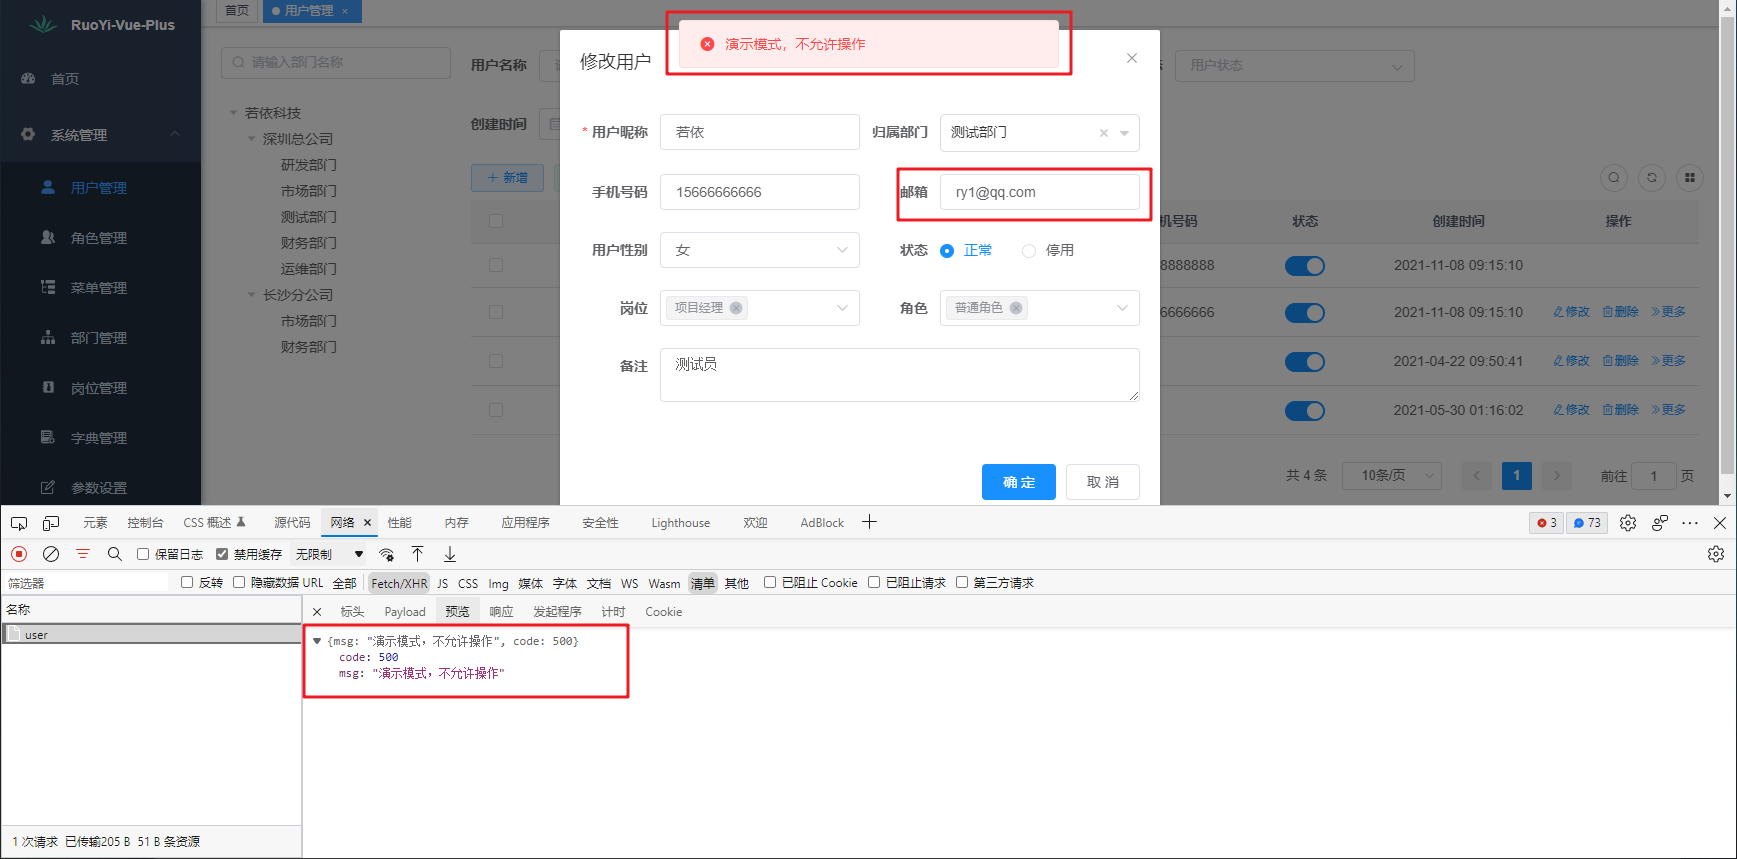 RuoYi-Vue-Plus
首页
用户管理 ×
首页
系统管理
用户管理
角色管理
菜单管理
部门管理
岗位管理
字典管理
参数设置
请输入部门名称
若依科技
深圳总公司
研发部门
市场部门
测试部门
财务部门
运维部门
长沙分公司
市场部门
财务部门
用户名称
用户状态
创建时间
+ 新增
机号码 状态 创建时间 操作
8888888 2021-11-08 09:15:10
6666666 2021-11-08 09:15:10 修改 删除 更多
2021-04-22 09:50:41 修改 删除 更多
2021-05-30 01:16:02 修改 删除 更多
共 4 条 10条/页 1 前往 1 页
演示模式，不允许操作
修改用户
* 用户昵称 若依 归属部门 测试部门
手机号码 15666666666 邮箱 ry1@qq.com
用户性别 女 状态 正常 停用
岗位 项目经理 角色 普通角色
备注 测试员
确 定 取 消
元素 控制台 CSS 概述 源代码 网络 × 性能 内存 应用程序 安全性 Lighthouse 欢迎 AdBlock 3 73
保留日志 禁用缓存 无限制
筛选器 反转 隐藏数据 URL 全部 Fetch/XHR JS CSS Img 媒体 字体 文档 WS Wasm 清单 其他 已阻止 Cookie 已阻止请求 第三方请求
名称 × 标头 Payload 预览 响应 发起程序 计时 Cookie
user
{msg: "演示模式，不允许操作", code: 500}
code: 500
msg: "演示模式，不允许操作"
1 次请求 已传输205 B 51 B 条资源